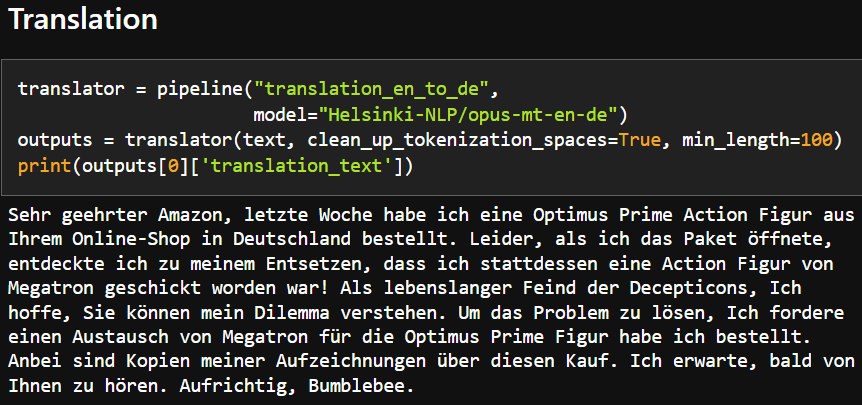 Translation
translator = pipeline("translation_en_to_de",
model="Helsinki-NLP/opus-mt-en-de")
outputs = translator(text, clean_up_tokenization_spaces=True, min_length=100)
print(outputs[0]['translation_text'])
Sehr geehrter Amazon, letzte Woche habe ich eine Optimus Prime Action Figur aus
Ihrem Online-Shop in Deutschland bestellt. Leider, als ich das Paket öffnete,
entdeckte ich zu meinem Entsetzen, dass ich stattdessen eine Action Figur von
Megatron geschickt worden war! Als lebenslanger Feind der Decepticons, Ich
hoffe, Sie können mein Dilemma verstehen. Um das Problem zu lösen, Ich fordere
einen Austausch von Megatron für die Optimus Prime Figur habe ich bestellt.
Anbei sind Kopien meiner Aufzeichnungen über diesen Kauf. Ich erwarte, bald von
Ihnen zu hören. Aufrichtig, Bumblebee.